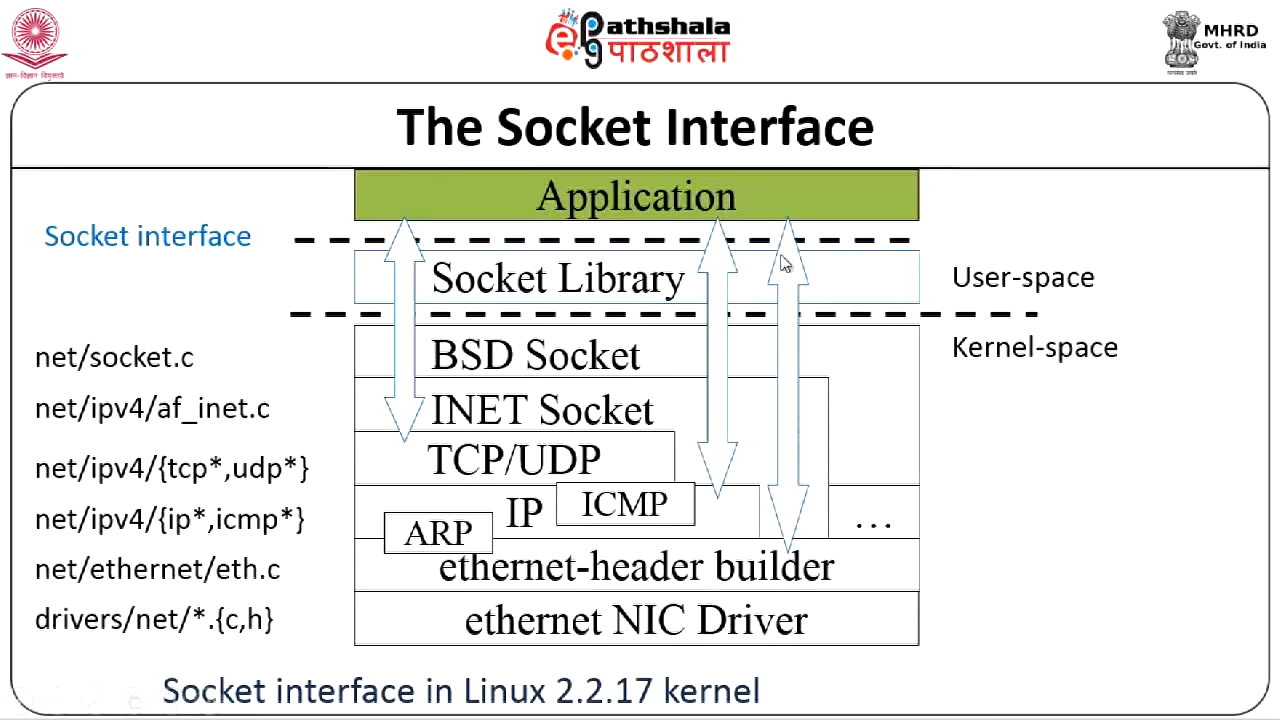 ज्ञान-विज्ञान विमुक्तये
ePathshala
पाठशाला
MHRD
Govt. of India
The Socket Interface
Application
Socket interface
Socket Library
User-space
Kernel-space
net/socket.c
BSD Socket
net/ipv4/af_inet.c
INET Socket
net/ipv4/{tcp*,udp*}
TCP/UDP
net/ipv4/{ip*,icmp*}
IP
ICMP
ARP
...
net/ethernet/eth.c
ethernet-header builder
drivers/net/*.{c,h}
ethernet NIC Driver
Socket interface in Linux 2.2.17 kernel